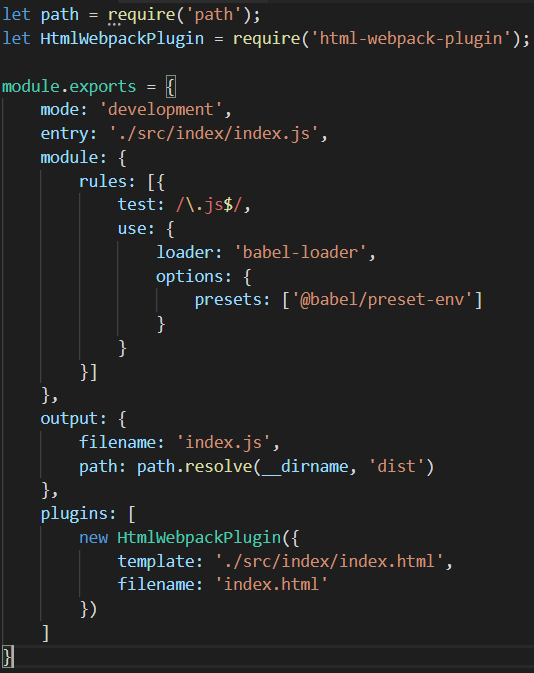 let path = require('path');
let HtmlWebpackPlugin = require('html-webpack-plugin');

module.exports = {
    mode: 'development',
    entry: './src/index/index.js',
    module: {
        rules: [{
            test: /\.js$/,
            use: {
                loader: 'babel-loader',
                options: {
                    presets: ['@babel/preset-env']
                }
            }
        }]
    },
    output: {
        filename: 'index.js',
        path: path.resolve(__dirname, 'dist')
    },
    plugins: [
        new HtmlWebpackPlugin({
            template: './src/index/index.html',
            filename: 'index.html'
        })
    ]
}